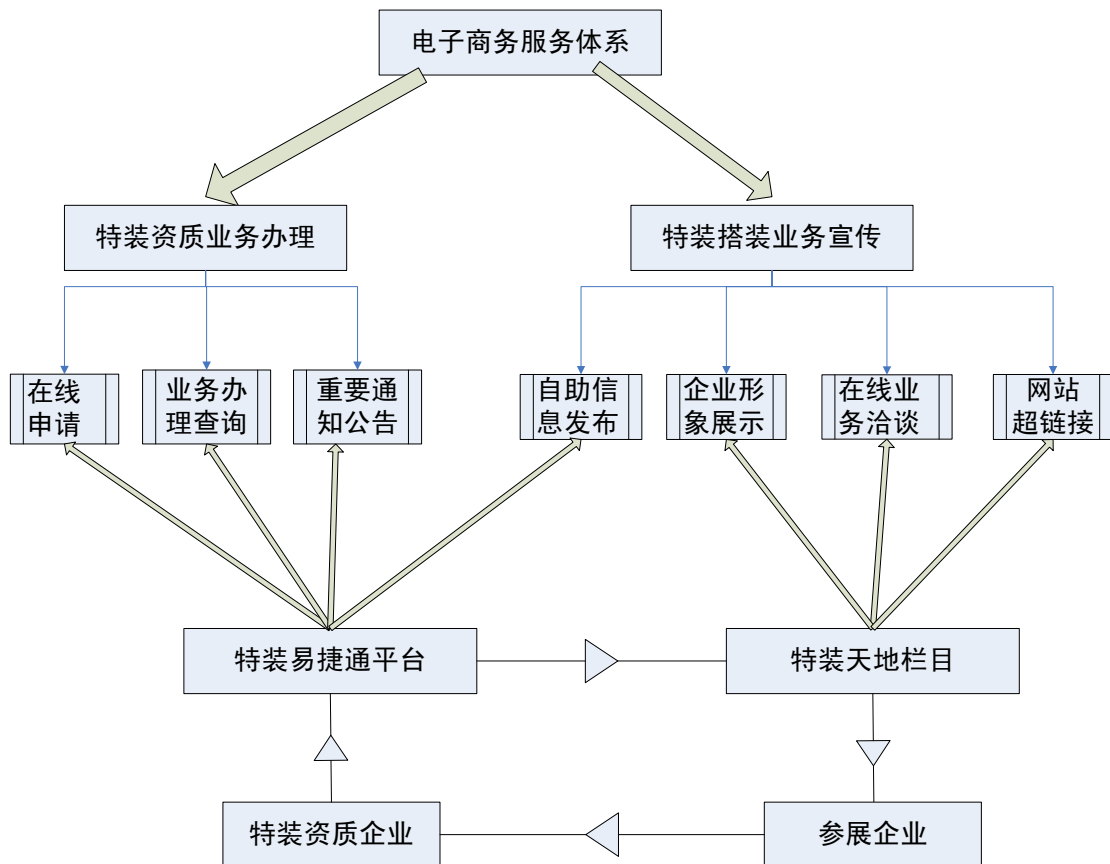 电子商务服务体系
特装资质业务办理
特装搭装业务宣传
在线
申请
业务办
理查询
重要通
知公告
自助信
息发布
企业形
象展示
在线业
务洽谈
网站
超链接
特装易捷通平台
特装天地栏目
特装资质企业
参展企业